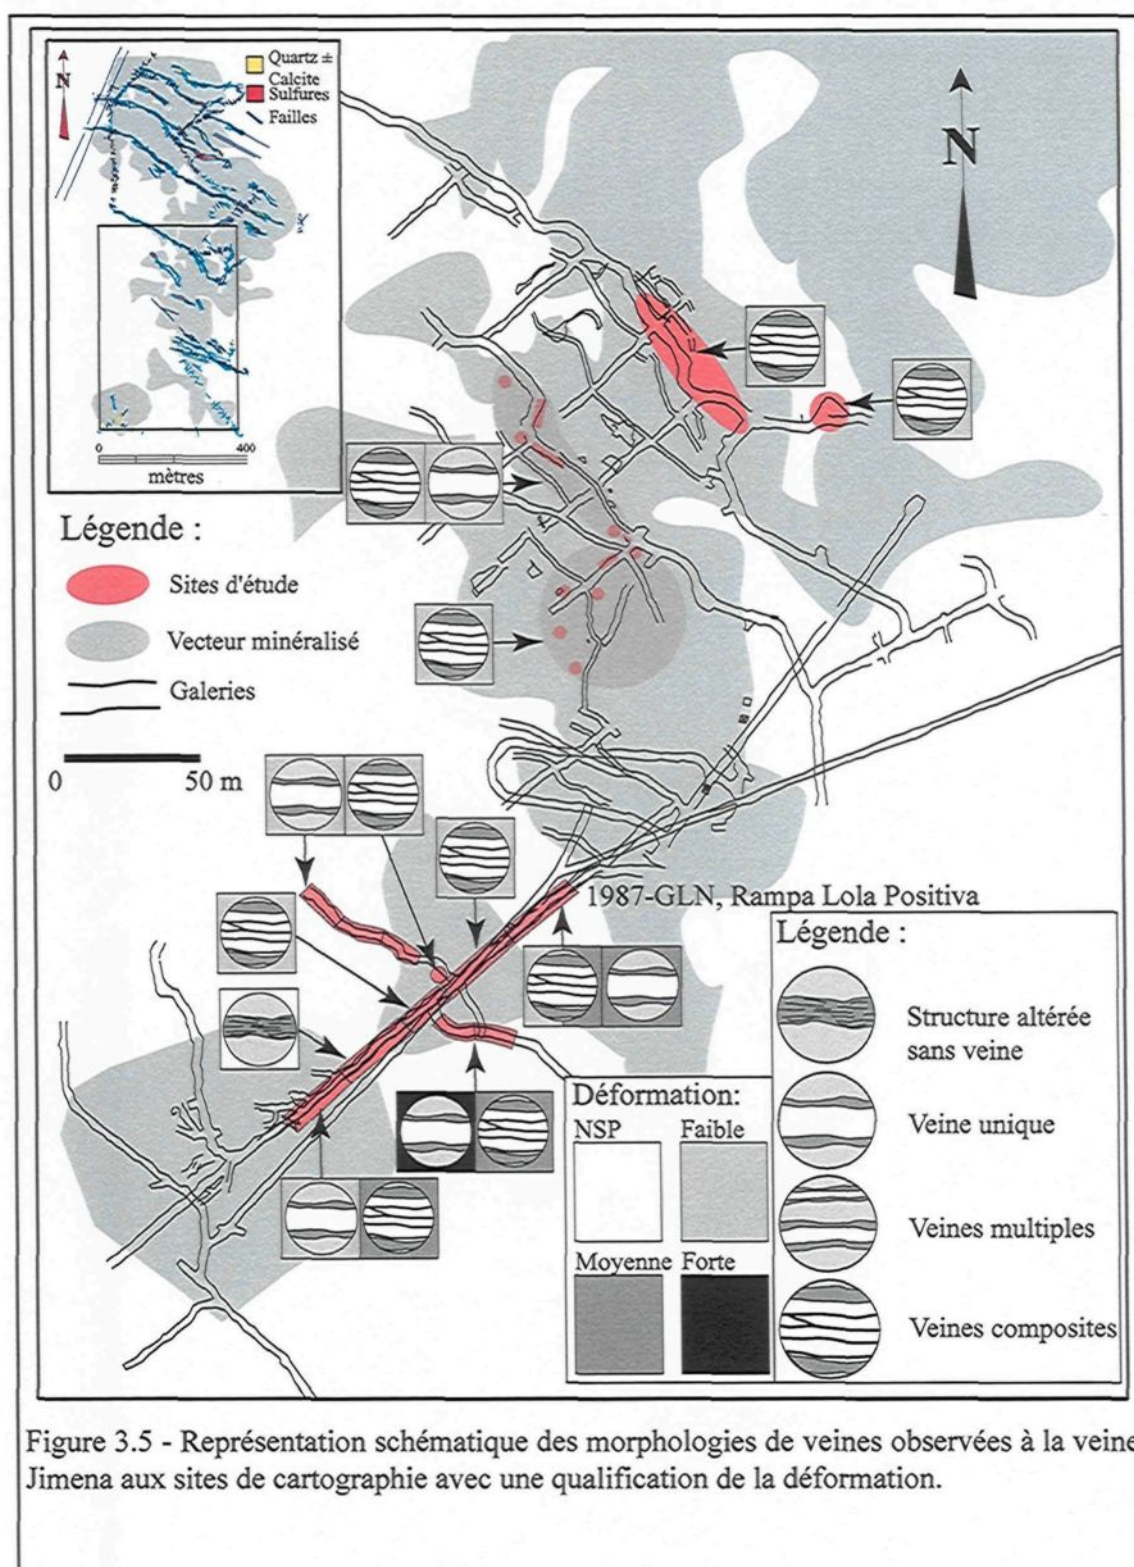 N
Quartz ±
Calcite
Sulfures
Failles
0 400
mètres
N
Légende :
Sites d'étude
Vecteur minéralisé
Galeries
0 50 m
1987-GLN, Rampa Lola Positiva
Légende :
Structure altérée
sans veine
Veine unique
Veines multiples
Veines composites
Déformation:
NSP Faible
Moyenne Forte
Figure 3.5 - Représentation schématique des morphologies de veines observées à la veine
Jimena aux sites de cartographie avec une qualification de la déformation.